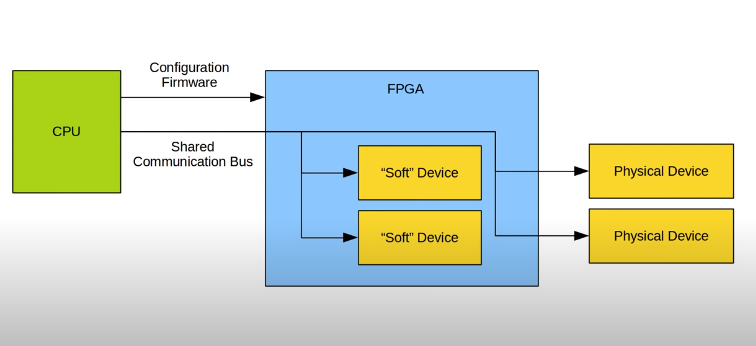 Configuration
Firmware
FPGA
CPU
Shared
Communication Bus
“Soft” Device
Physical Device
“Soft” Device
Physical Device